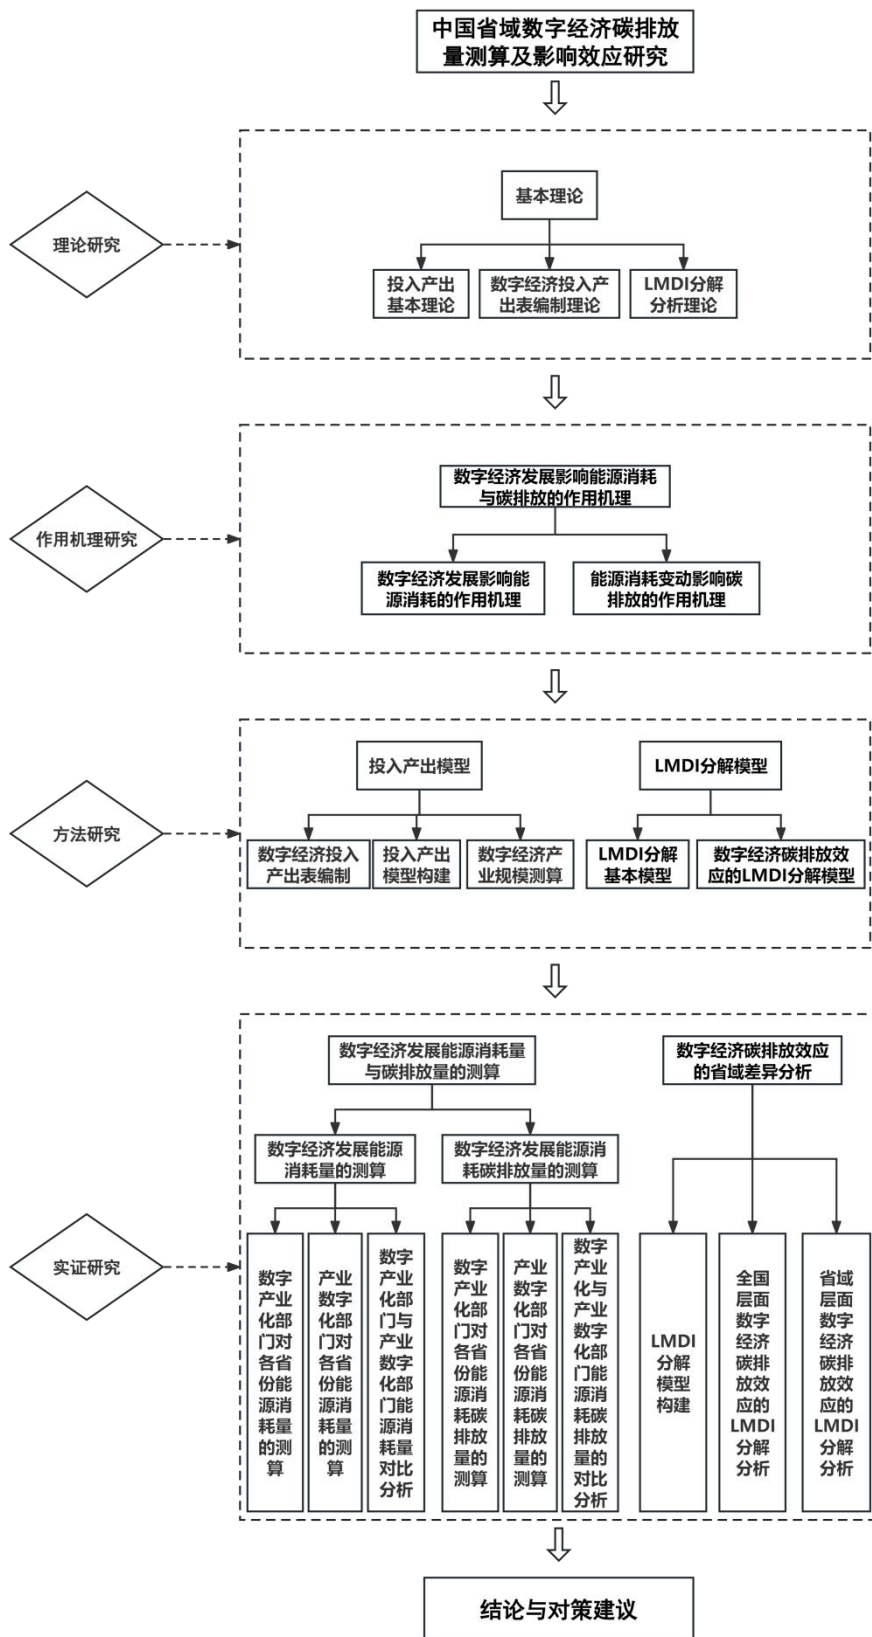 中国省域数字经济碳排放
量测算及影响效应研究
理论研究
基本理论
投入产出
基本理论
数字经济投入产
出表编制理论
LMDI分解
分析理论
作用机理研究
数字经济发展影响能源消耗
与碳排放的作用机理
数字经济发展影响能
源消耗的作用机理
能源消耗变动影响碳
排放的作用机理
方法研究
投入产出模型
LMDI分解模型
数字经济投入
产出表编制
投入产出
模型构建
数字经济产
业规模测算
LMDI分解
基本模型
数字经济碳排放效
应的LMDI分解模型
实证研究
数字经济发展能源消耗量
与碳排放量的测算
数字经济碳排放效应
的省域差异分析
数字经济发展能源
消耗量的测算
数字经济发展能源消
耗碳排放量的测算
数字
产业
化部
门对
各省
份能
源消
耗量
的测
算
产业
数字
化部
门对
各省
份能
源消
耗量
的测
算
数字
产业
化部
门与
产业
数字
化部
门能
源消
耗量
对比
分析
数字
产业
化部
门对
各省
份能
源消
耗碳
排放
量的
测算
产业
数字
化部
门对
各省
份能
源消
耗碳
排放
量的
测算
数字
产业
化与
产业
数字
化部
门能
源消
耗碳
排放
量的
对比
分析
LMDI
分解
模型
构建
全国
层面
数字
经济
碳排
放效
应的
LMDI
分解
分析
省域
层面
数字
经济
碳排
放效
应的
LMDI
分解
分析
结论与对策建议